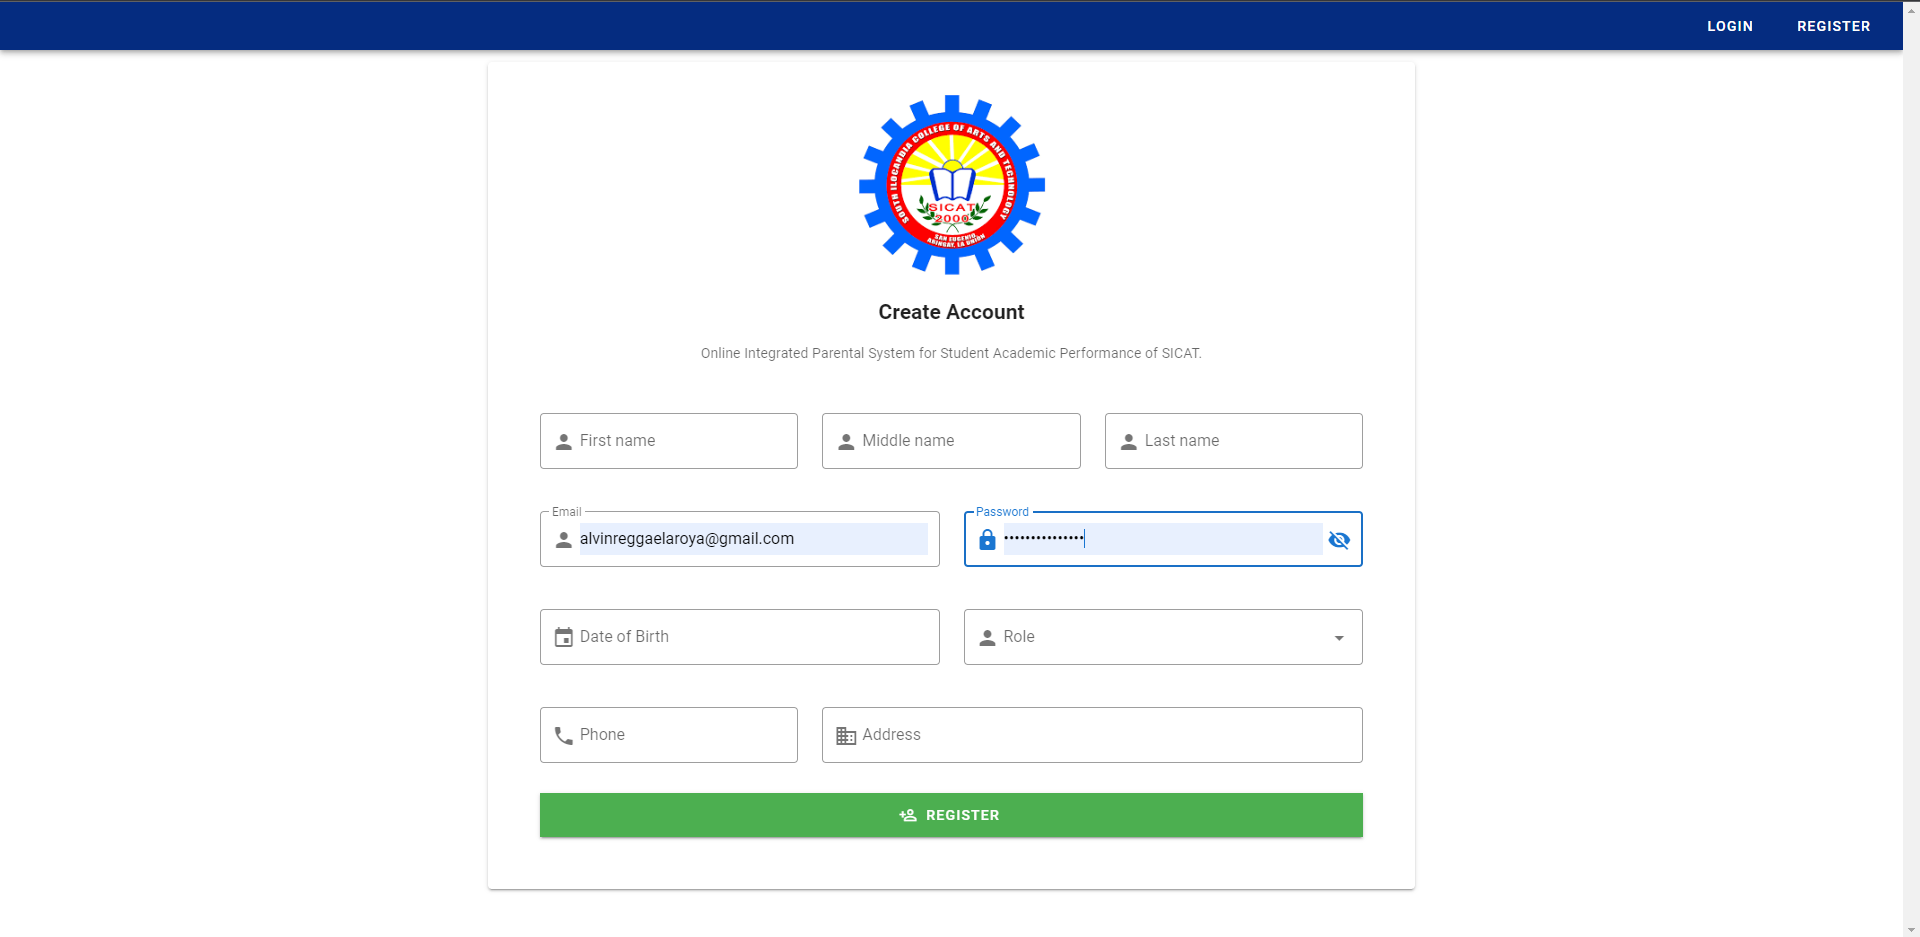 LOGIN REGISTER
SOUTH ILOCANDIA COLLEGE OF ARTS AND TECHNOLOGY
SICAT
2000
SAN EUGENIO
ARINGAY, LA UNION
Create Account
Online Integrated Parental System for Student Academic Performance of SICAT.
First name Middle name Last name
Email Password
alvinreggaelaroya@gmail.com •••••••••••••••
Date of Birth Role
Phone Address
REGISTER